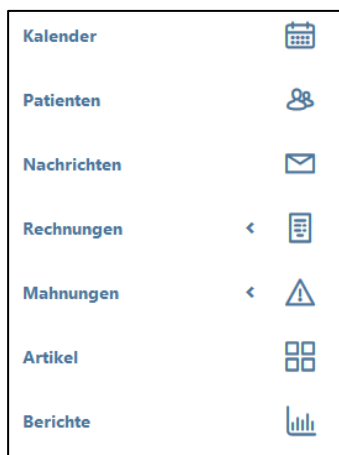 Kalender
Patienten
Nachrichten
Rechnungen
Mahnungen
Artikel
Berichte